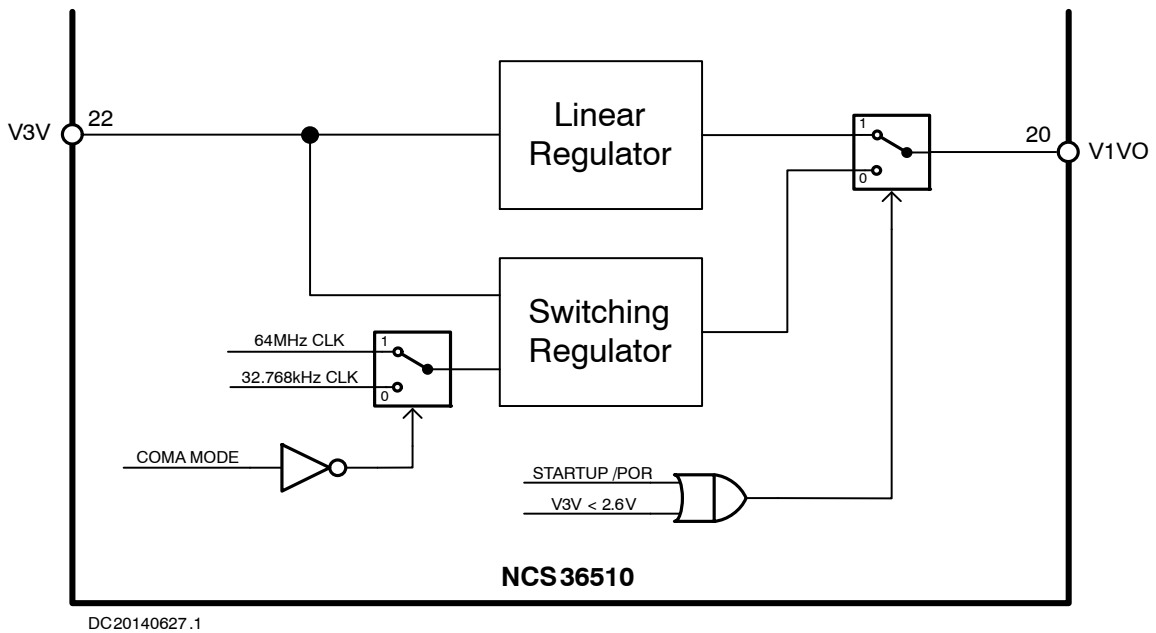 V3V
22
Linear
Regulator
1
0
20
V1VO
Switching
Regulator
64MHz CLK
32.768kHz CLK
1
0
COMA MODE
STARTUP /POR
V3V < 2.6V
NCS36510
DC20140627.1